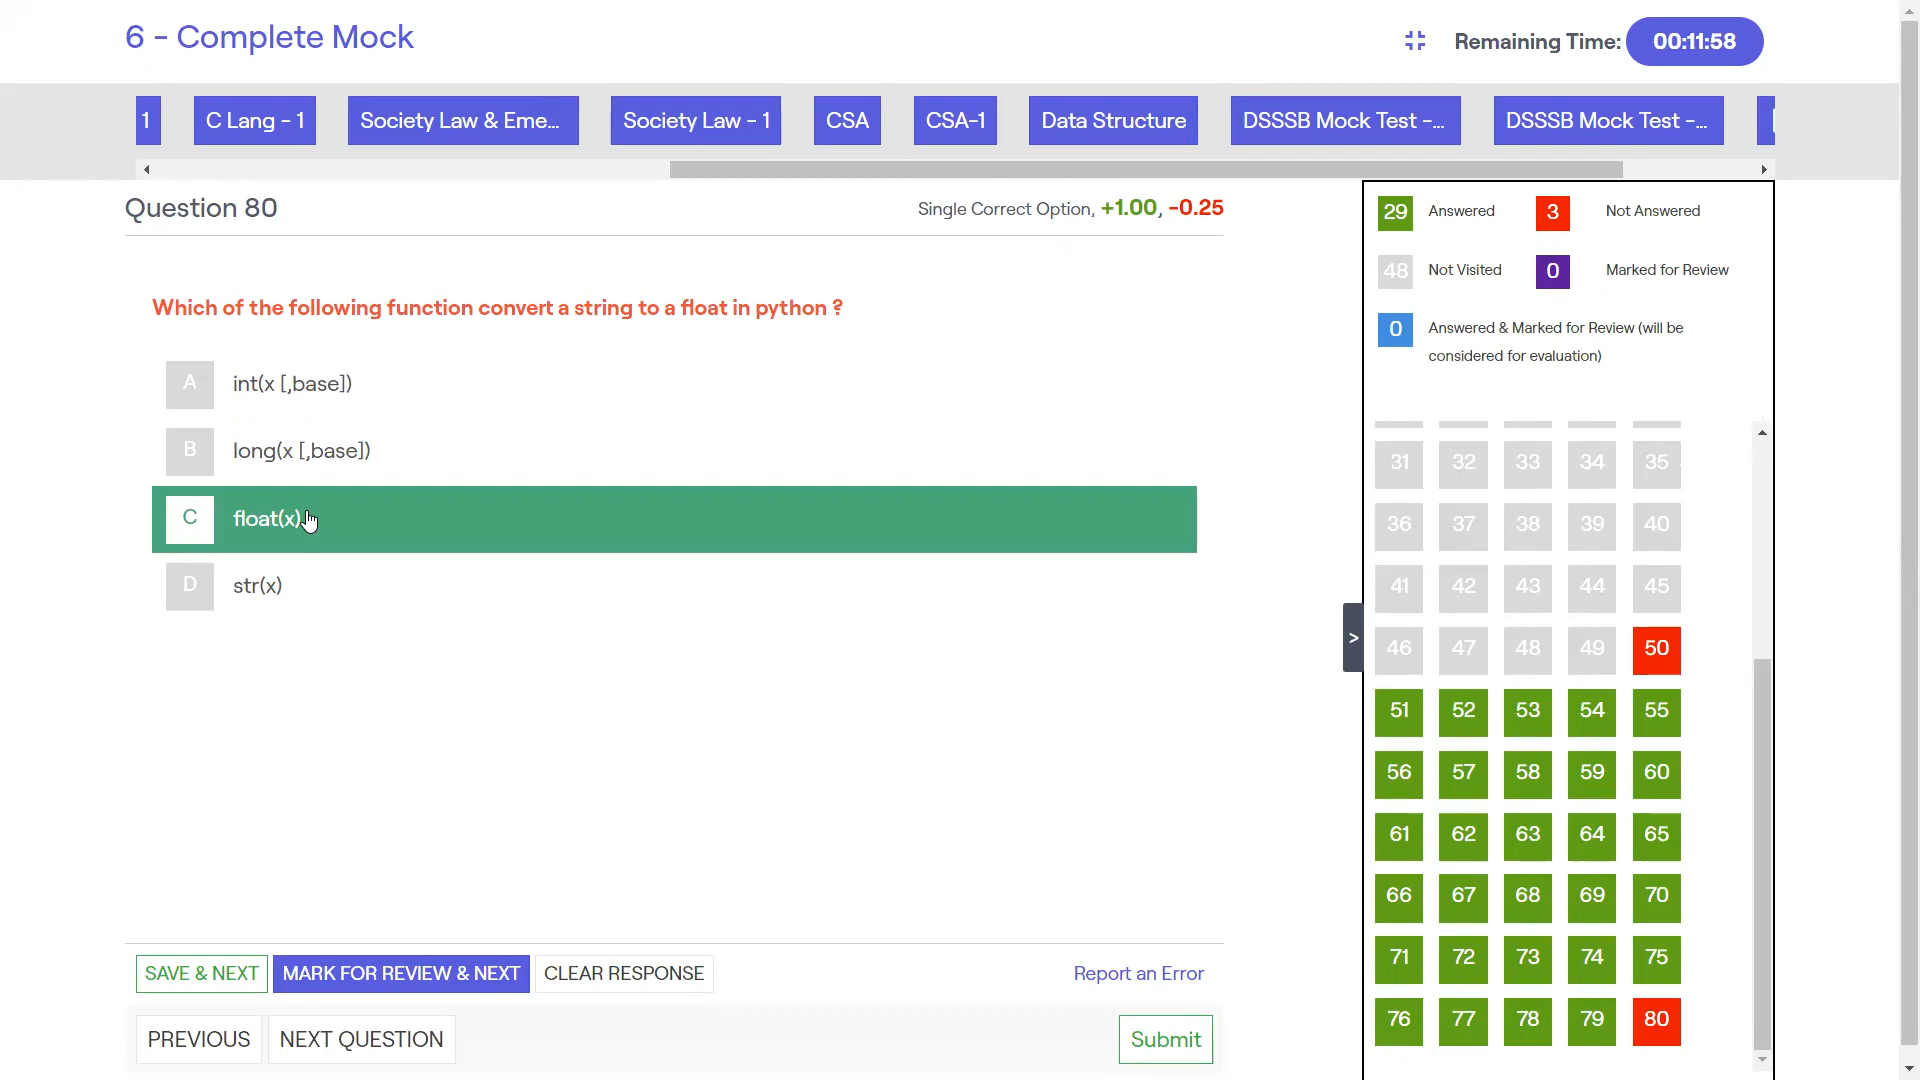 6 - Complete Mock
Remaining Time: 00:11:58
1
C Lang - 1
Society Law & Eme...
Society Law - 1
CSA
CSA-1
Data Structure
DSSSB Mock Test -...
DSSSB Mock Test -...
Question 80
Single Correct Option, +1.00, -0.25
Which of the following function convert a string to a float in python ?
A int(x [,base])
B long(x [,base])
C float(x)
D str(x)
SAVE & NEXT
MARK FOR REVIEW & NEXT
CLEAR RESPONSE
Report an Error
PREVIOUS
NEXT QUESTION
Submit
29 Answered
3 Not Answered
48 Not Visited
0 Marked for Review
0 Answered & Marked for Review (will be
considered for evaluation)
>
31 32 33 34 35
36 37 38 39 40
41 42 43 44 45
46 47 48 49 50
51 52 53 54 55
56 57 58 59 60
61 62 63 64 65
66 67 68 69 70
71 72 73 74 75
76 77 78 79 80